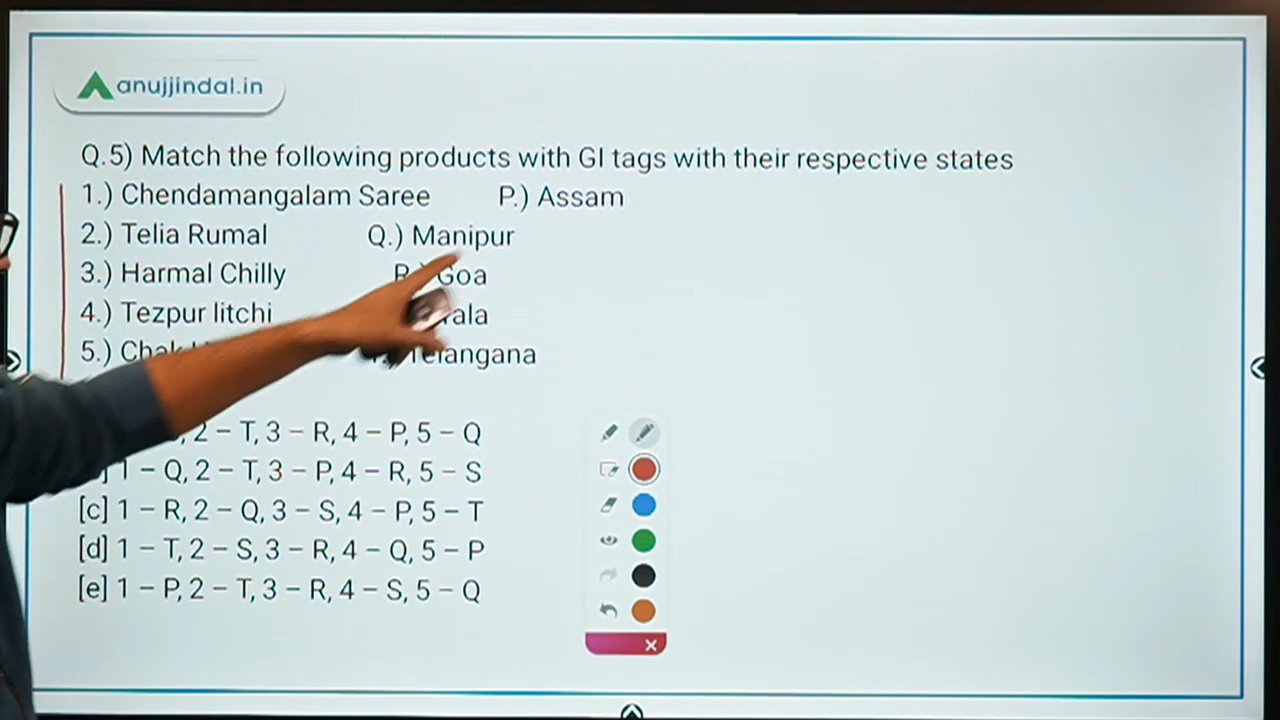 anujjindal.in
Q.5) Match the following products with GI tags with their respective states
1.) Chendamangalam Saree P.) Assam
2.) Telia Rumal Q.) Manipur
3.) Harmal Chilly Goa
4.) Tezpur litchi
5.) Telangana
2 – T, 3 – R, 4 – P, 5 – Q
1 – Q, 2 – T, 3 – P, 4 – R, 5 – S
[c] 1 – R, 2 – Q, 3 – S, 4 – P, 5 – T
[d] 1 – T, 2 – S, 3 – R, 4 – Q, 5 – P
[e] 1 – P, 2 – T, 3 – R, 4 – S, 5 – Q